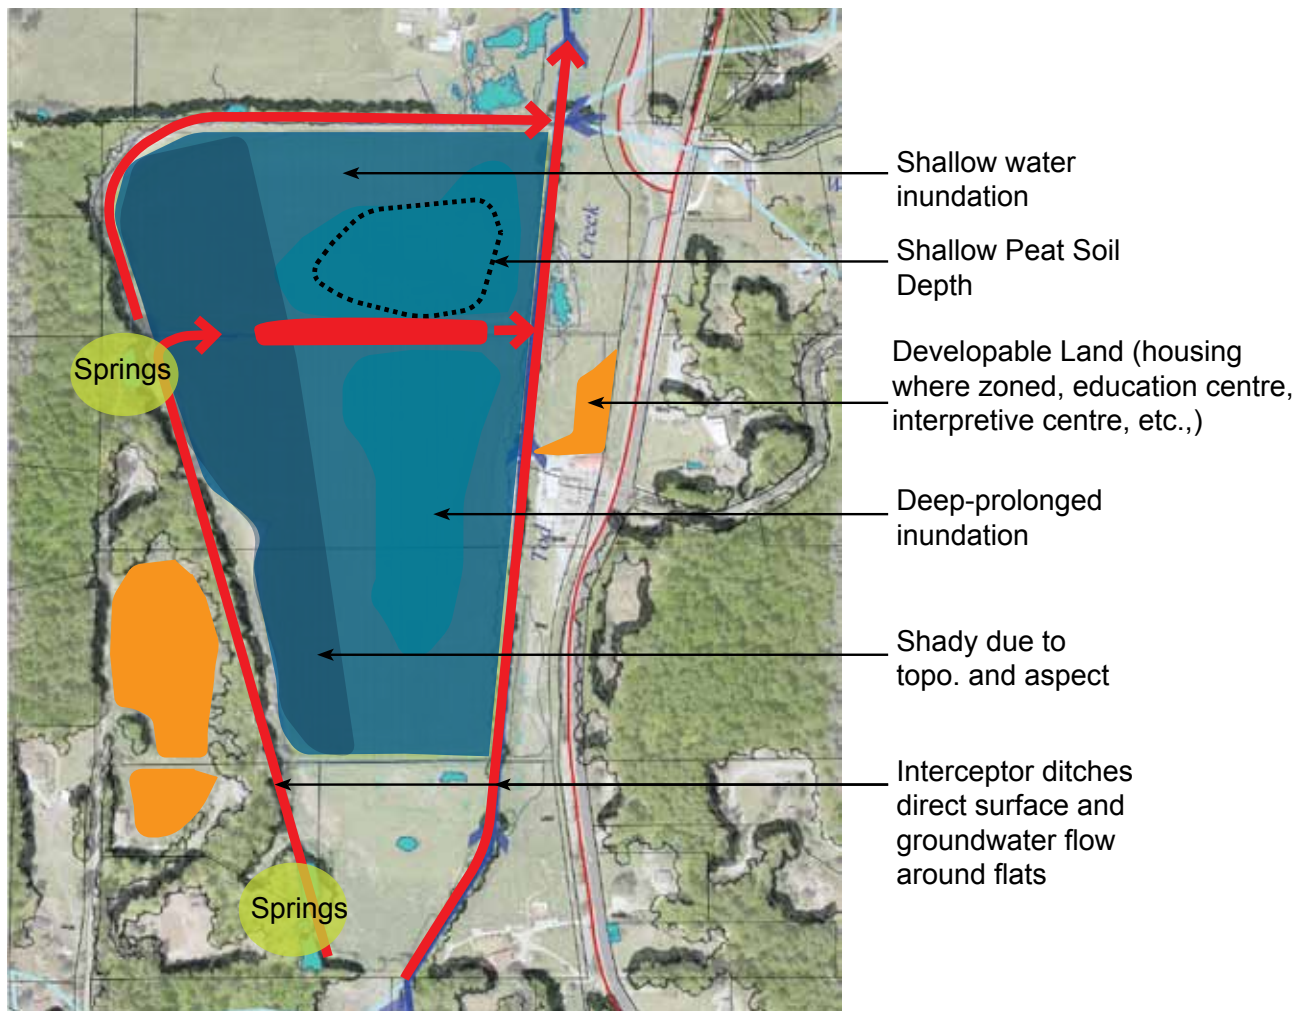 Shallow water
inundation
Shallow Peat Soil
Depth
Creek
Developable Land (housing
where zoned, education centre,
interpretive centre, etc.,)
Springs
Deep-prolonged
inundation
Tod
Shady due to
topo. and aspect
Interceptor ditches
direct surface and
groundwater flow
around flats
Springs